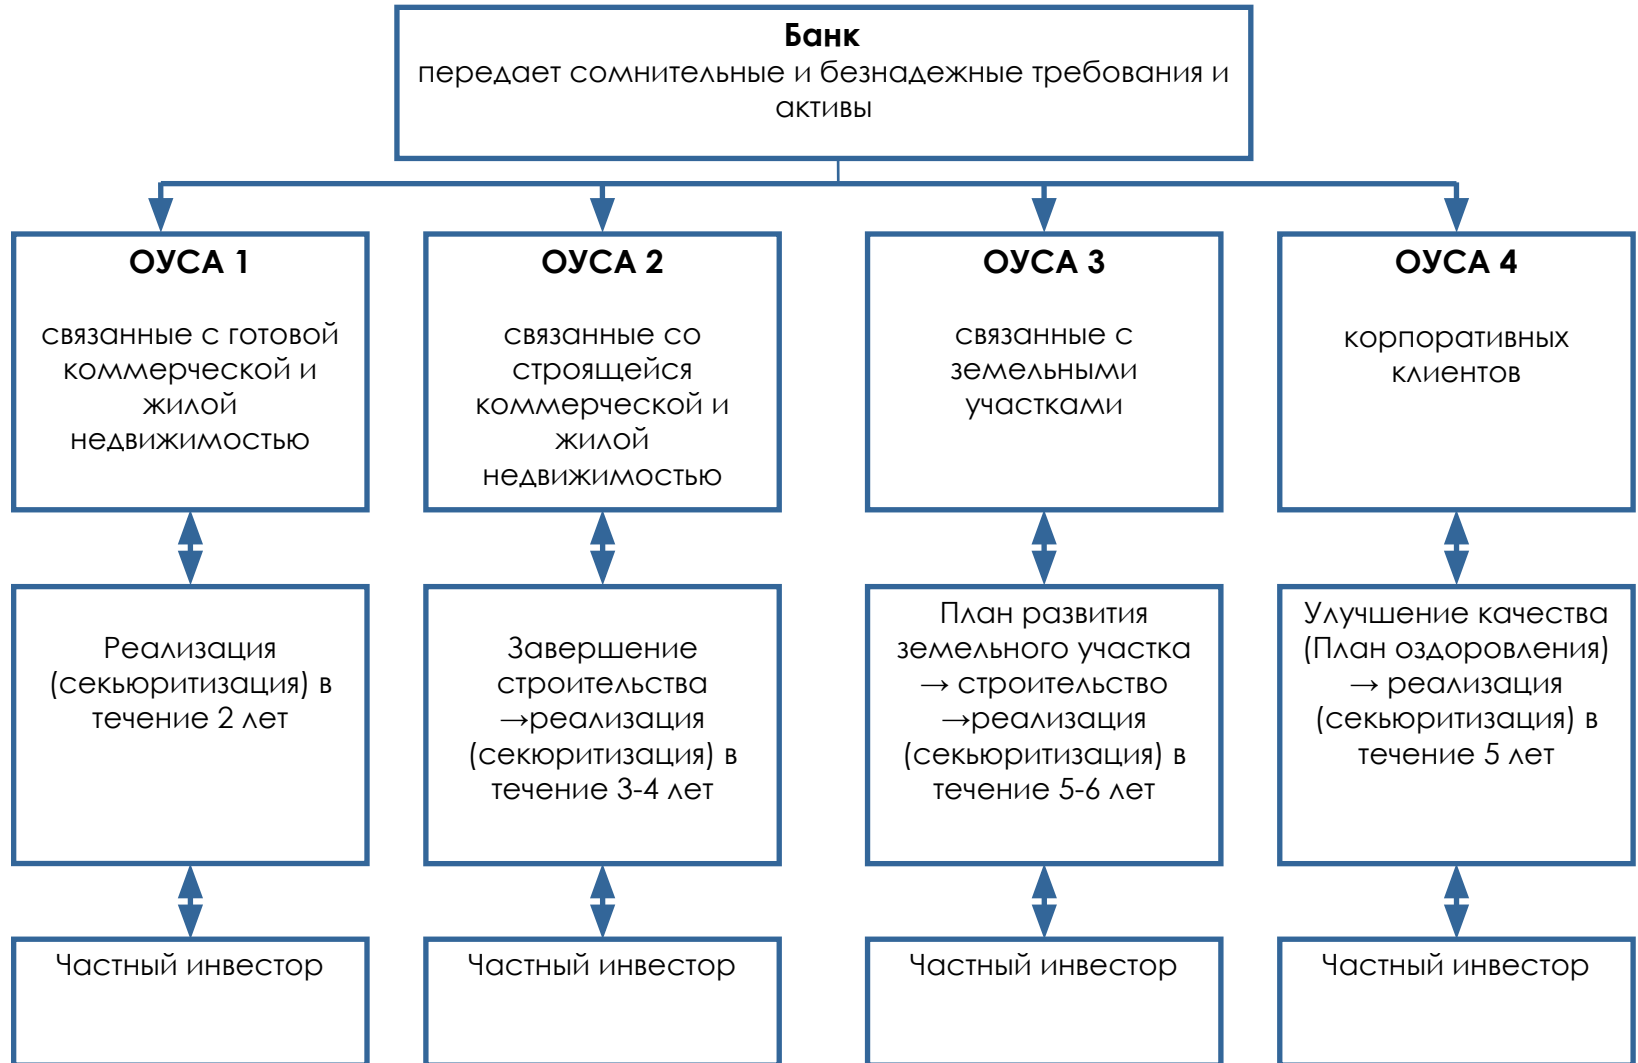 Банк
передает сомнительные и безнадежные требования и
активы
ОУСА 1
связанные с готовой
коммерческой и
жилой
недвижимостью
ОУСА 2
связанные со
строящейся
коммерческой и
жилой
недвижимостью
ОУСА 3
связанные с
земельными
участками
ОУСА 4
корпоративных
клиентов
Реализация
(секьюритизация) в
течение 2 лет
Завершение
строительства
→реализация
(секюритизация) в
течение 3-4 лет
План развития
земельного участка
→ строительство
→реализация
(секьюритизация) в
течение 5-6 лет
Улучшение качества
(План оздоровления)
→ реализация
(секьюритизация) в
течение 5 лет
Частный инвестор
Частный инвестор
Частный инвестор
Частный инвестор